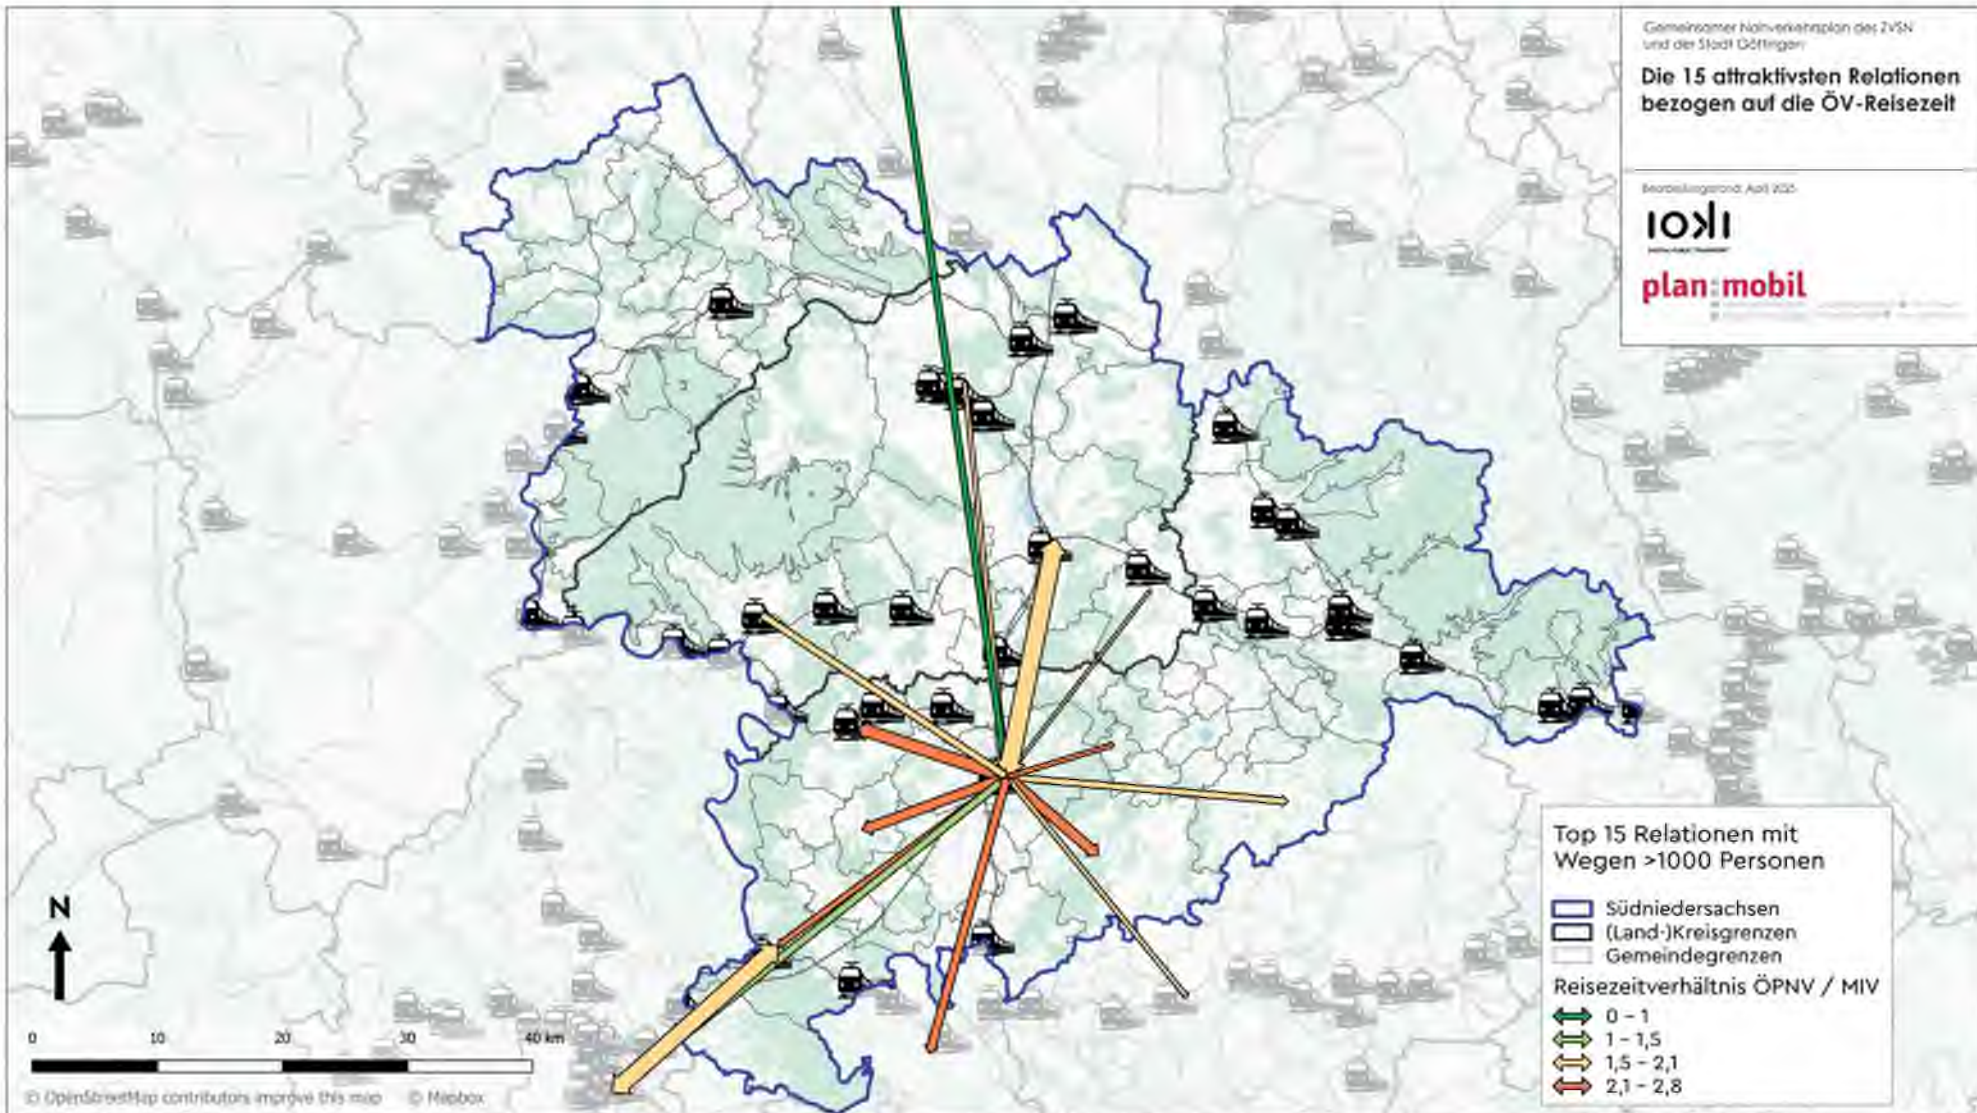 Gemeinsamer Nahverkehrsplan des ZVSN
und der Stadt Göttingen
Die 15 attraktivsten Relationen
bezogen auf die ÖV-Reisezeit
Bearbeitungsstand: April 2025
ioki
plan:mobil
Top 15 Relationen mit
Wegen >1000 Personen
Südniedersachsen
(Land-)Kreisgrenzen
Gemeindegrenzen
Reisezeitverhältnis ÖPNV / MIV
0 – 1
1 – 1,5
1,5 – 2,1
2,1 – 2,8
N
0 10 20 30 40 km
© OpenStreetMap contributors improve this map © Mapbox